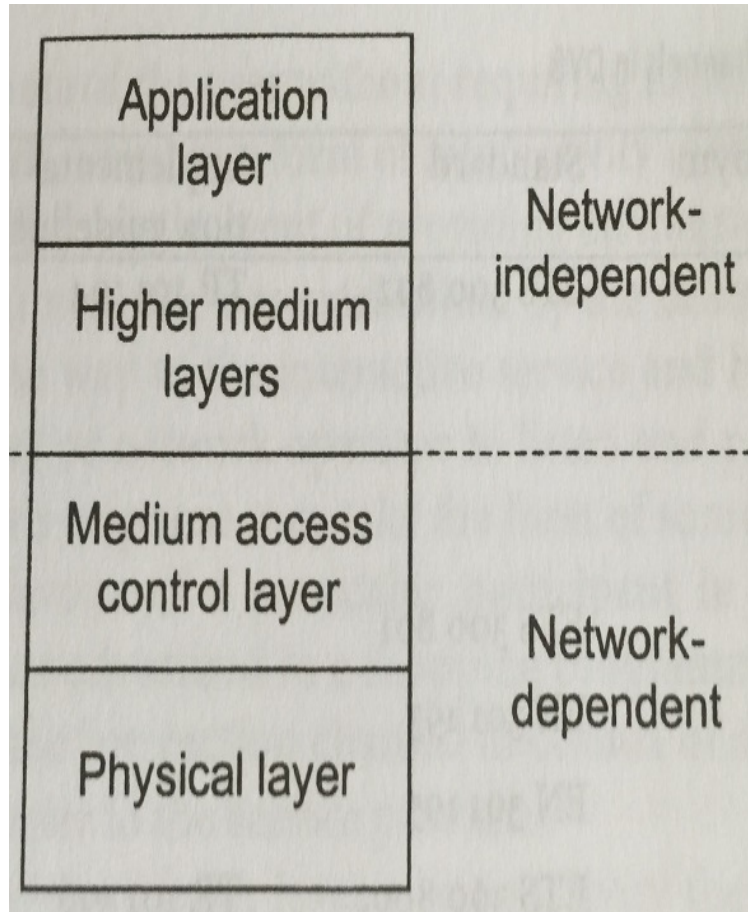 Application
layer
Higher medium
layers
Network-
independent
Medium access
control layer
Physical layer
Network-
dependent